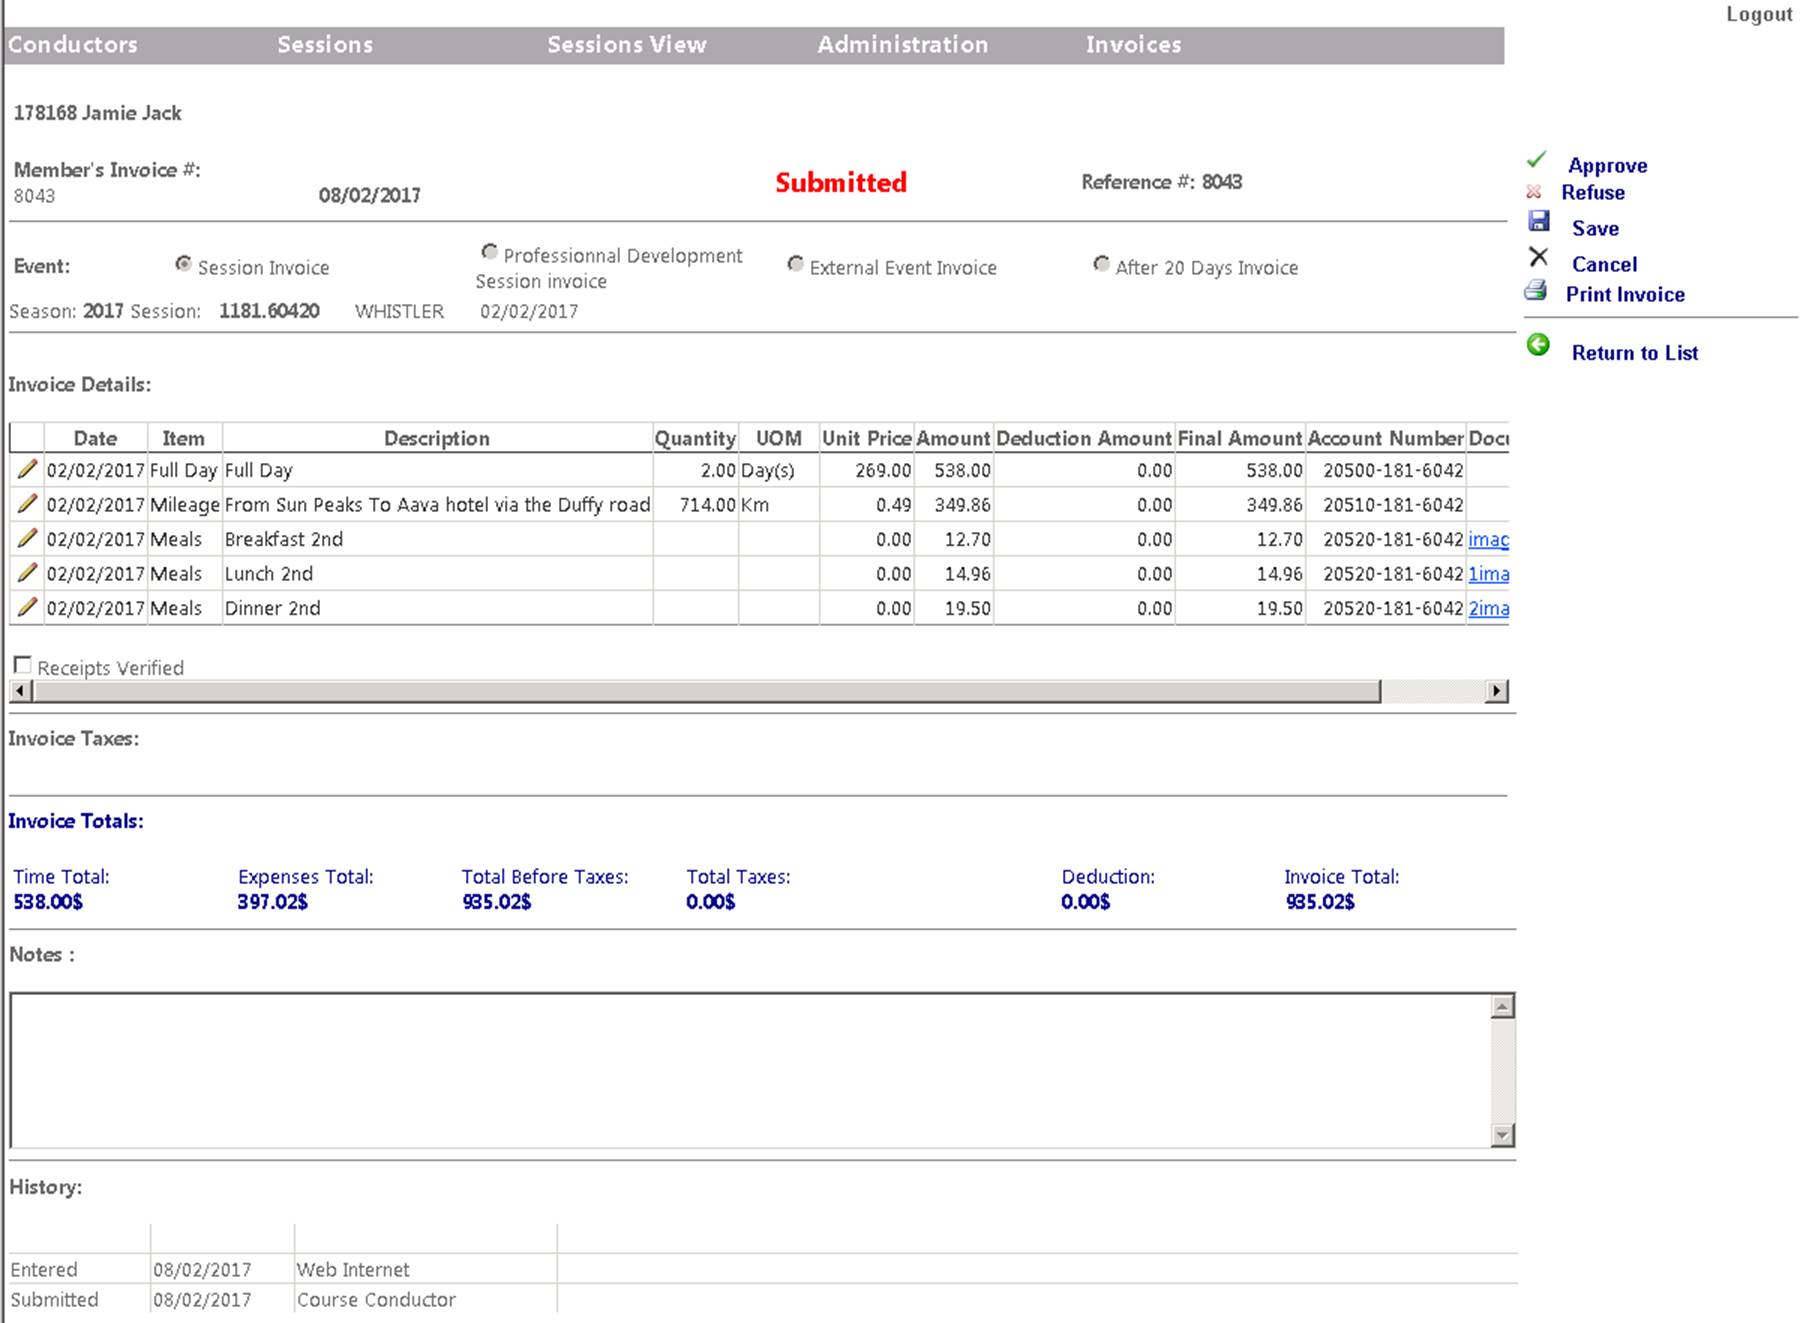 Logout
Conductors Sessions Sessions View Administration Invoices
178168 Jamie Jack
Member's Invoice #:
8043 08/02/2017 Submitted Reference #: 8043
Approve
Refuse
Save
Cancel
Print Invoice
Return to List
Event: Session Invoice Professionnal Development Session invoice External Event Invoice After 20 Days Invoice
Season: 2017 Session: 1181.60420 WHISTLER 02/02/2017
Invoice Details:
Date Item Description Quantity UOM Unit Price Amount Deduction Amount Final Amount Account Number Docu
02/02/2017 Full Day Full Day 2.00 Day(s) 269.00 538.00 0.00 538.00 20500-181-6042
02/02/2017 Mileage From Sun Peaks To Aava hotel via the Duffy road 714.00 Km 0.49 349.86 0.00 349.86 20510-181-6042
02/02/2017 Meals Breakfast 2nd 0.00 12.70 0.00 12.70 20520-181-6042 imag
02/02/2017 Meals Lunch 2nd 0.00 14.96 0.00 14.96 20520-181-6042 1ima
02/02/2017 Meals Dinner 2nd 0.00 19.50 0.00 19.50 20520-181-6042 2ima
Receipts Verified
Invoice Taxes:
Invoice Totals:
Time Total: Expenses Total: Total Before Taxes: Total Taxes: Deduction: Invoice Total:
538.00$ 397.02$ 935.02$ 0.00$ 0.00$ 935.02$
Notes :
History:
Entered 08/02/2017 Web Internet
Submitted 08/02/2017 Course Conductor